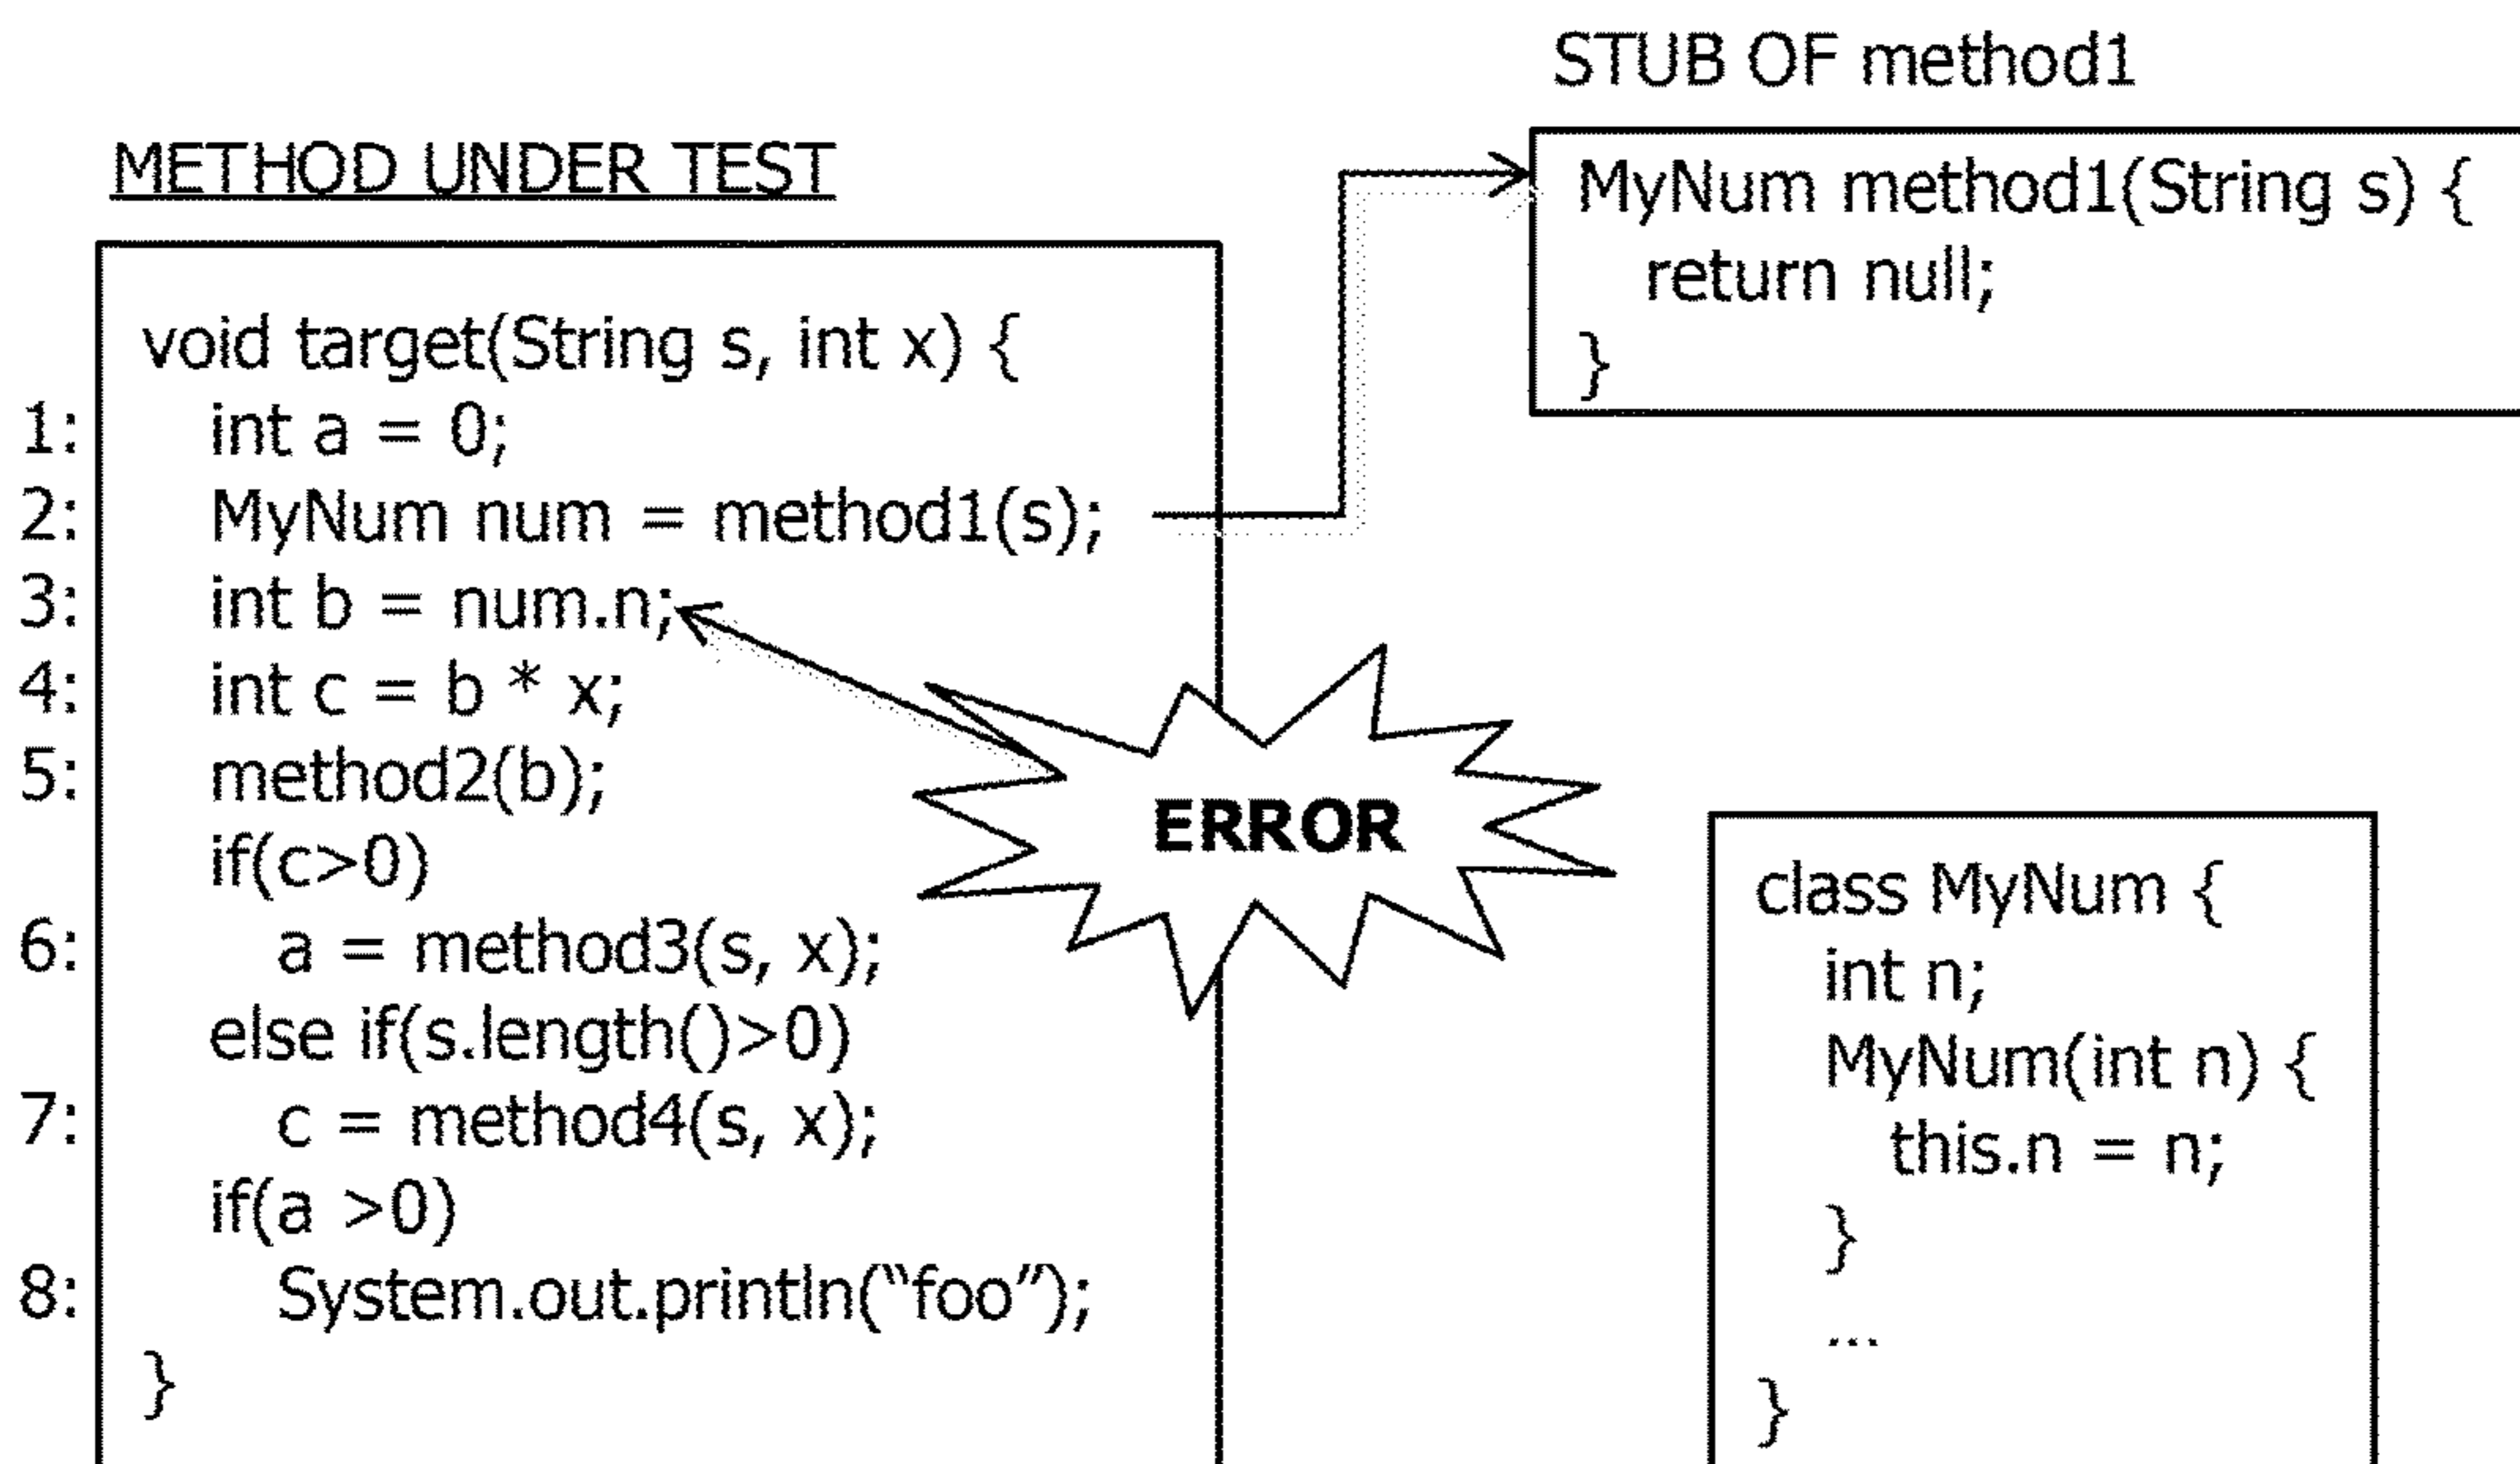 STUB OF method1
MyNum method1(String s) {
return null;
}
METHOD UNDER TEST
void target(String s, int x) {
1: int a = 0;
2: MyNum num = method1(s);
3: int b = num.n;
4: int c = b * x;
5: method2(b);
if(c>0)
6: a = method3(s, x);
else if(s.length()>0)
7: c = method4(s, x);
if(a >0)
8: System.out.println(“foo”);
}
ERROR
class MyNum {
int n;
MyNum(int n) {
this.n = n;
}
...
}